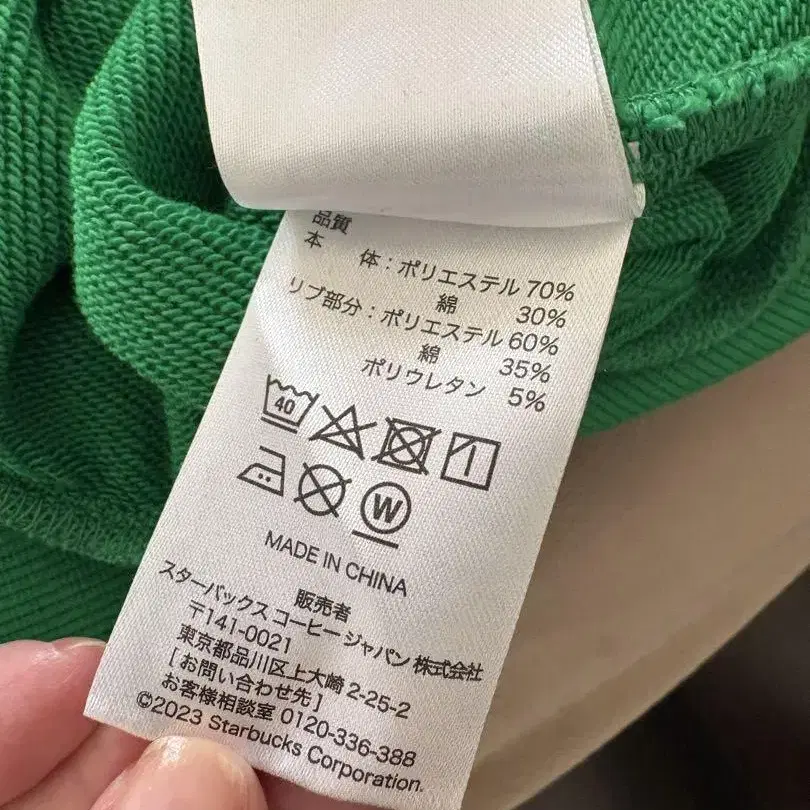 品質
本 体：ポリエステル 70%
綿 30%
リブ部分：ポリエステル 60%
綿 35%
ポリウレタン 5%
40
W
MADE IN CHINA
販売者
スターバックス コーヒー ジャパン 株式会社
〒141-0021
東京都品川区上大崎 2-25-2
[ お問い合わせ先 ]
お客様相談室 0120-336-388
©2023 Starbucks Corporation.